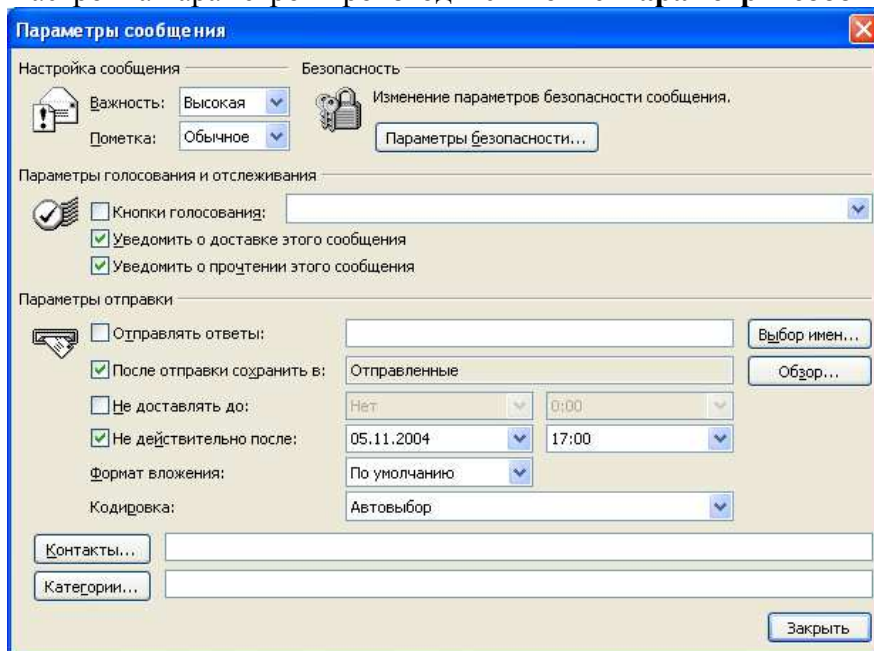 Параметры сообщения
Настройка сообщения
Безопасность
Важность: Высокая
Изменение параметров безопасности сообщения.
Пометка: Обычное
Параметры безопасности...
Параметры голосования и отслеживания
Кнопки голосования:
Уведомить о доставке этого сообщения
Уведомить о прочтении этого сообщения
Параметры отправки
Отправлять ответы:
Выбор имен...
После отправки сохранить в: Отправленные
Обзор...
Не доставлять до: Нет 0:00
Не действительно после: 05.11.2004 17:00
Формат вложения: По умолчанию
Кодировка: Автовыбор
Контакты...
Категории...
Закрыть